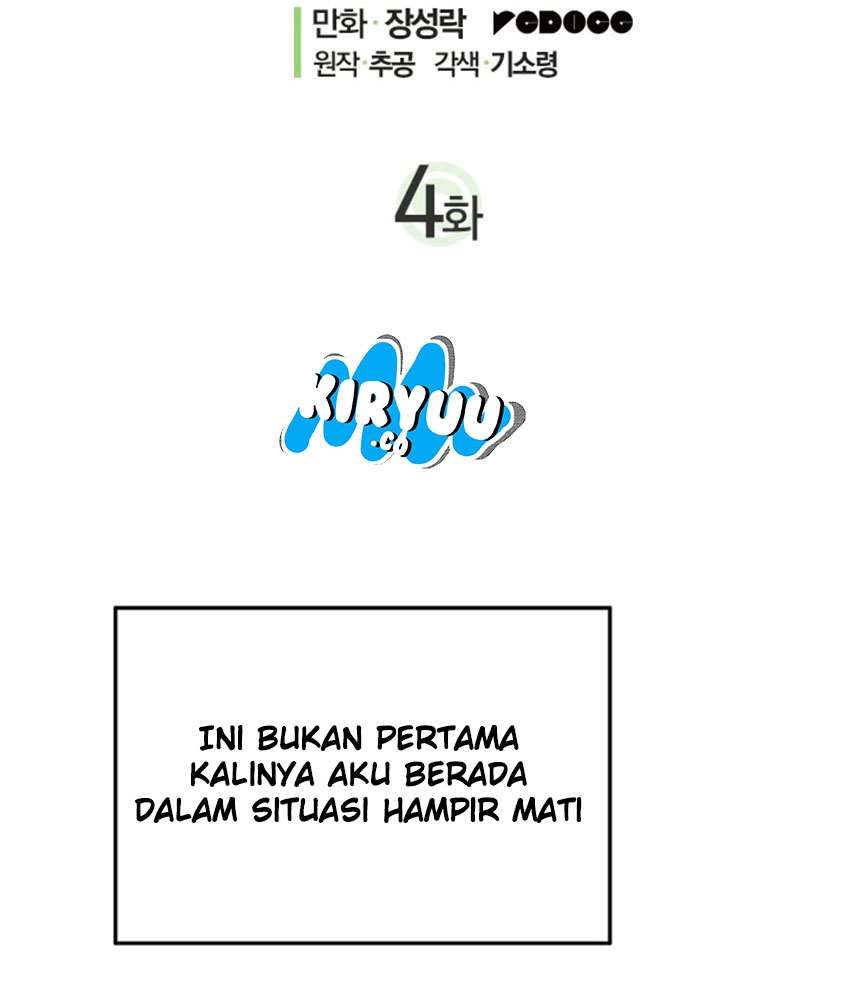 만화·장성락 REDICE
원작·추공 각색·기소령
4화
KIRYUU
.CO
INI BUKAN PERTAMA
KALINYA AKU BERADA
DALAM SITUASI HAMPIR MATI